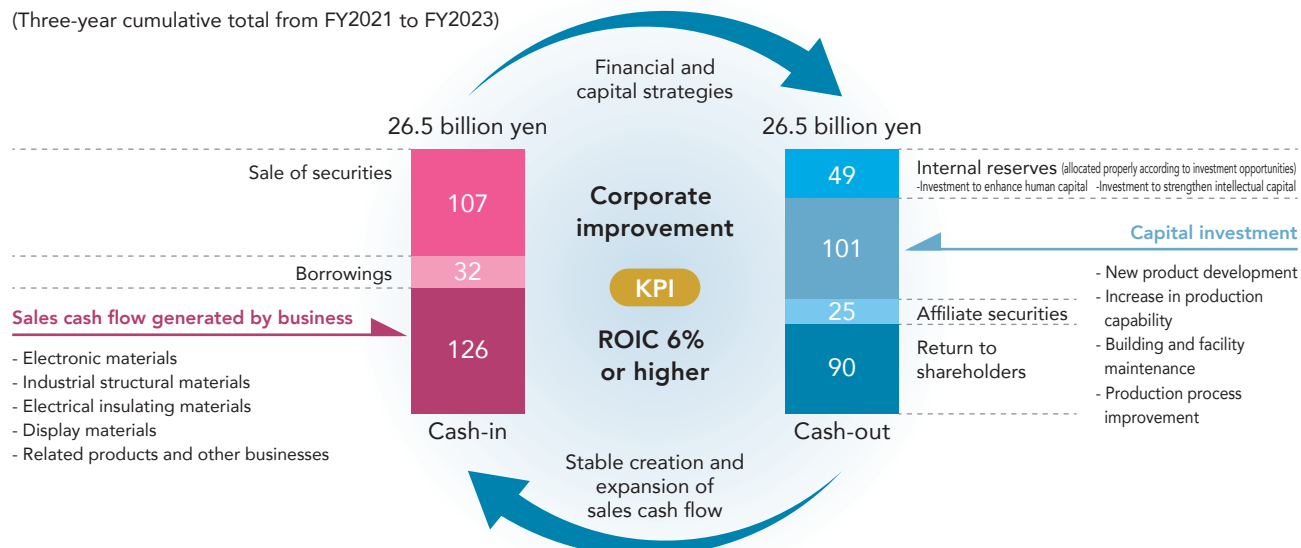 (Three-year cumulative total from FY2021 to FY2023)
Financial and
capital strategies
26.5 billion yen
26.5 billion yen
Sale of securities
107
Borrowings
32
Sales cash flow generated by business
126
- Electronic materials
- Industrial structural materials
- Electrical insulating materials
- Display materials
- Related products and other businesses
Cash-in
Corporate
improvement
KPI
ROIC 6%
or higher
49
Internal reserves (allocated properly according to investment opportunities)
-Investment to enhance human capital -Investment to strengthen intellectual capital
101
Capital investment
- New product development
- Increase in production
capability
- Building and facility
maintenance
- Production process
improvement
25
Affiliate securities
90
Return to
shareholders
Cash-out
Stable creation and
expansion of
sales cash flow